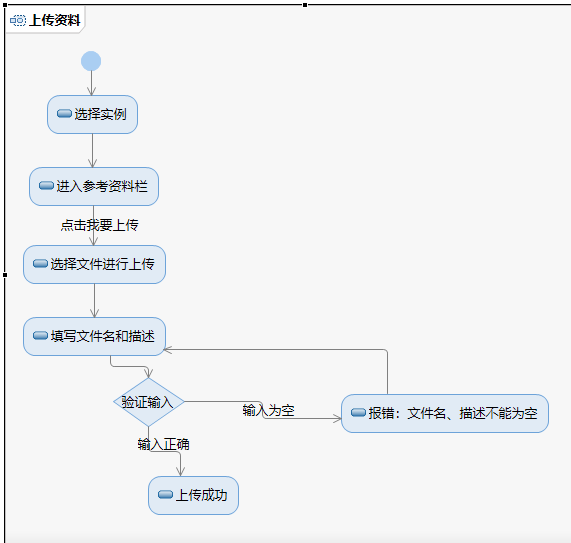 上传资料
选择实例
进入参考资料栏
点击我要上传
选择文件进行上传
填写文件名和描述
验证输入
输入为空
报错：文件名、描述不能为空
输入正确
上传成功